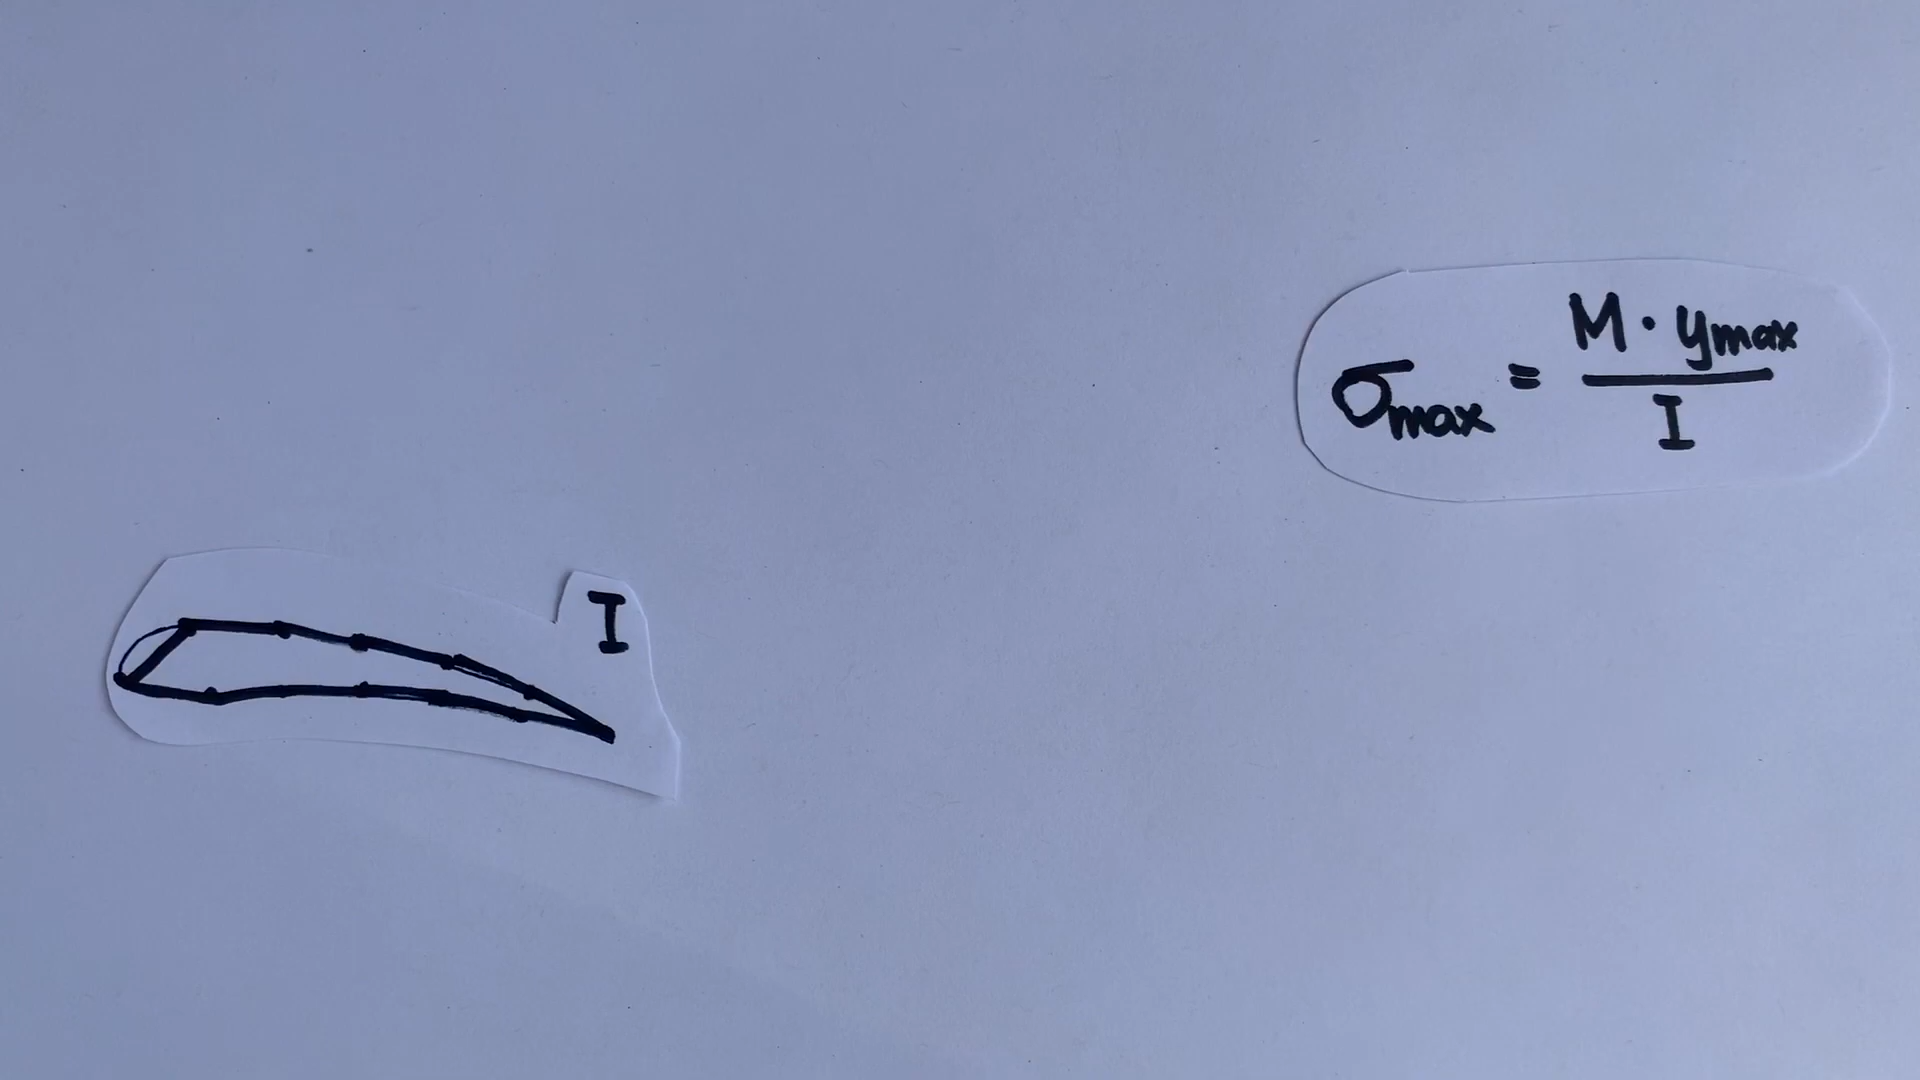 σmax = M · ymax / I
I